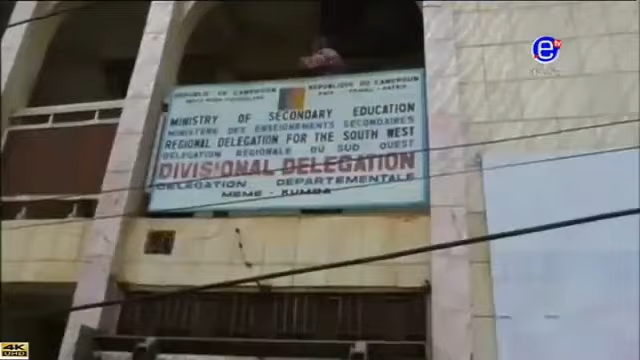 REPUBLIC OF CAMEROON REPUBLIQUE DU CAMEROUN
MINISTRY OF SECONDARY EDUCATION
MINISTERE DES ENSEIGNEMENTS SECONDAIRES
REGIONAL DELEGATION FOR THE SOUTH WEST
DELEGATION REGIONALE DU SUD OUEST
DIVISIONAL DELEGATION
DELEGATION DEPARTEMENTALE
MEME - KUMBA
4K
UHD